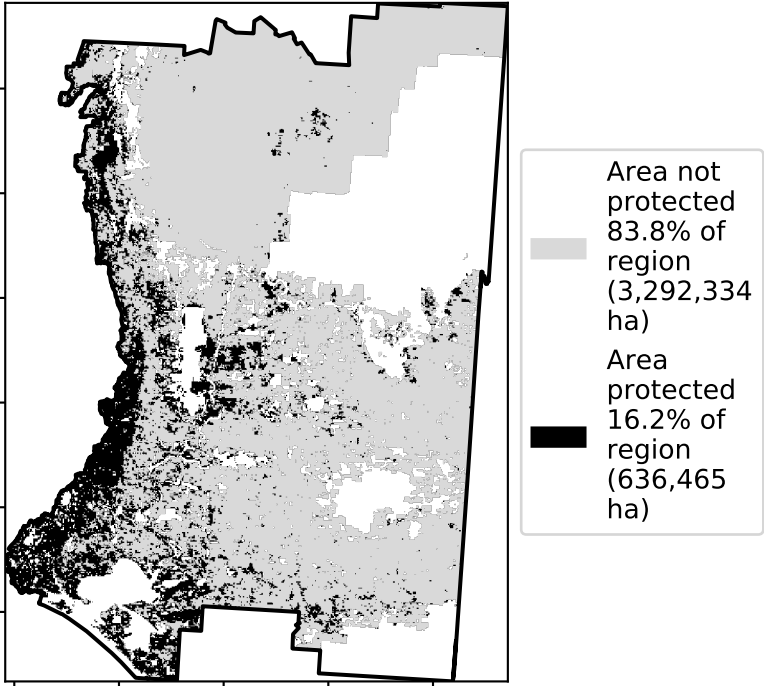 Area not
protected
83.8% of
region
(3,292,334
ha)
Area
protected
16.2% of
region
(636,465
ha)